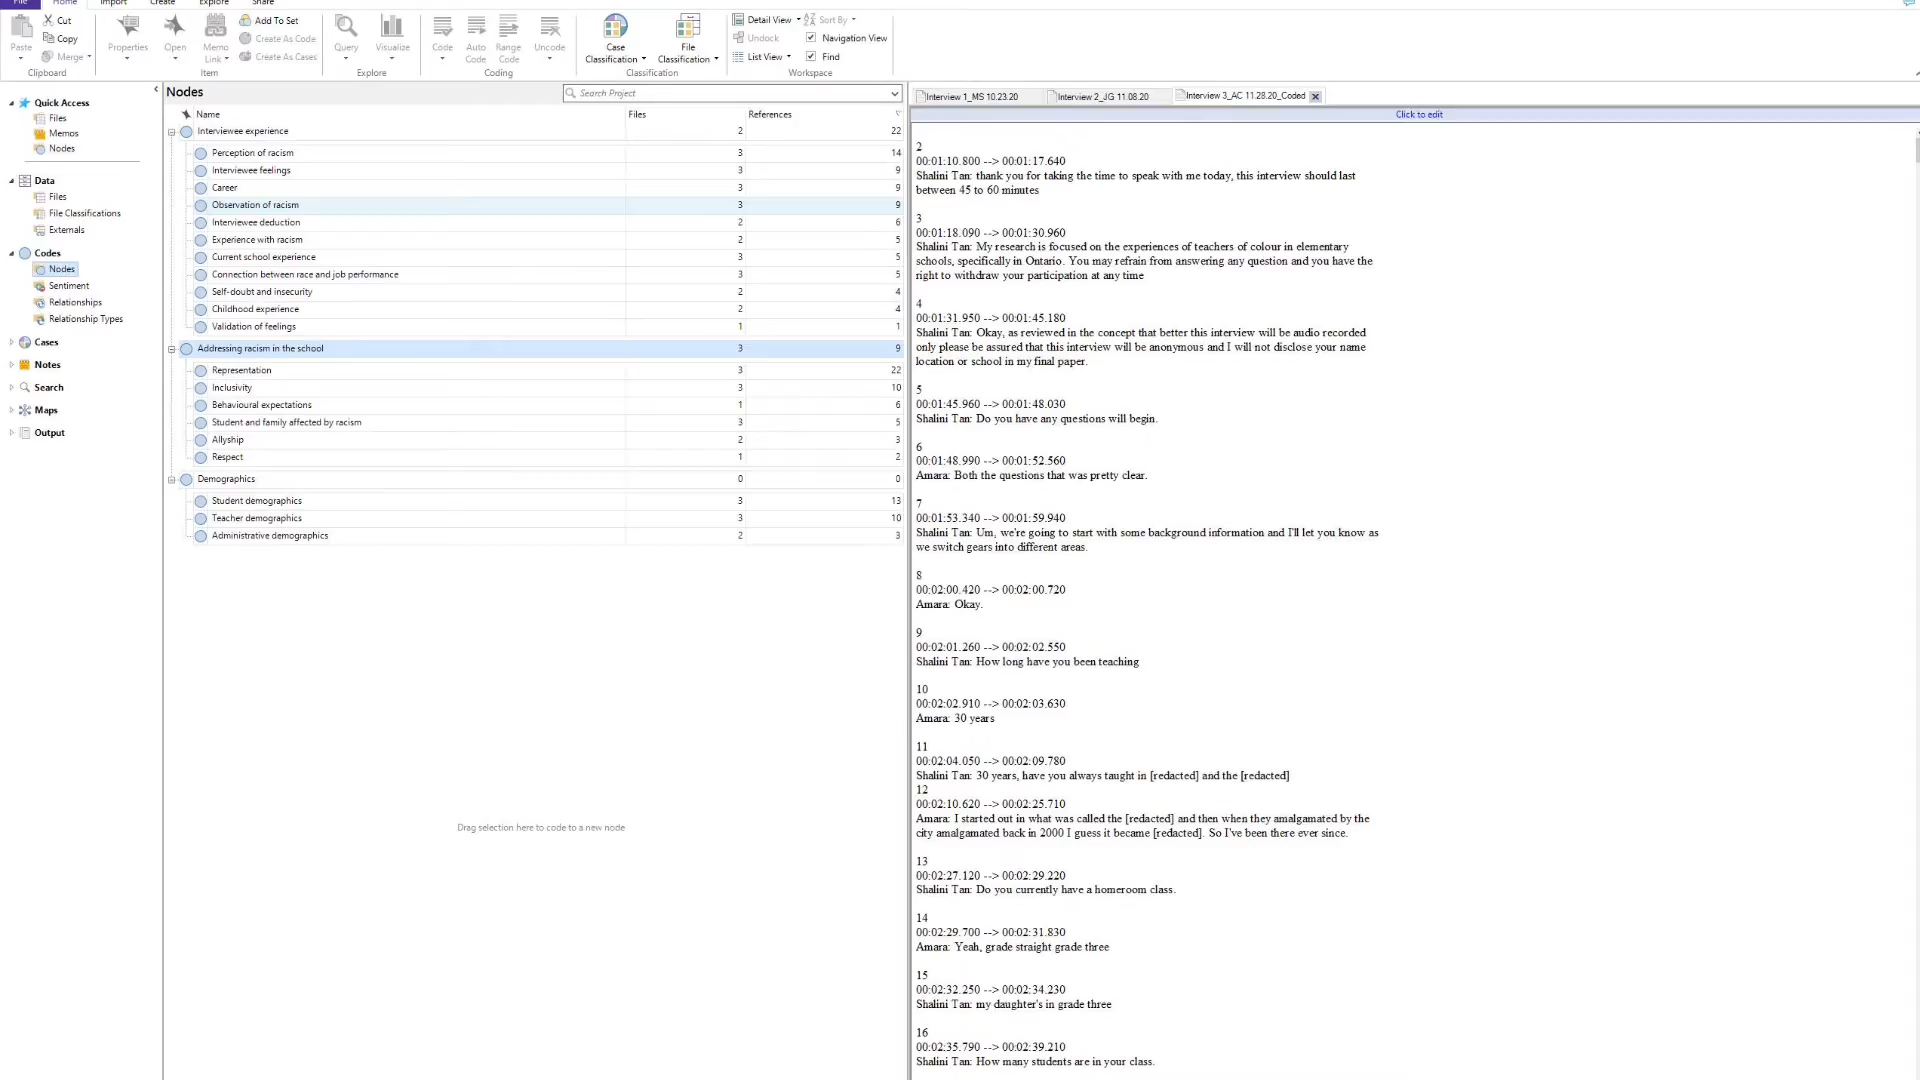 File Home Import Create Explore Share
Paste
Cut
Copy
Merge
Clipboard
Properties
Open
Memo Link
Add To Set
Create As Code
Create As Cases
Item
Query
Visualize
Explore
Code
Auto Code
Range Code
Uncode
Coding
Case Classification
File Classification
Classification
Detail View
Sort By
Undock
Navigation View
List View
Find
Workspace
Quick Access
Files
Memos
Nodes
Data
Files
File Classifications
Externals
Codes
Nodes
Sentiment
Relationships
Relationship Types
Cases
Notes
Search
Maps
Output
Nodes
Search Project
Name Files References
Interviewee experience 2 22
Perception of racism 3 14
Interviewee feelings 3 9
Career 3 9
Observation of racism 3 9
Interviewee deduction 2 6
Experience with racism 2 5
Current school experience 3 5
Connection between race and job performance 3 5
Self-doubt and insecurity 2 4
Childhood experience 2 4
Validation of feelings 1 1
Addressing racism in the school 3 9
Representation 3 22
Inclusivity 3 10
Behavioural expectations 1 6
Student and family affected by racism 3 5
Allyship 2 3
Respect 1 2
Demographics 0 0
Student demographics 3 13
Teacher demographics 3 10
Administrative demographics 2 3
Drag selection here to code to a new node
Interview 1_MS 10.23.20 Interview 2_JG 11.08.20 Interview 3_AC 11.28.20_Coded
Click to edit
2
00:01:10.800 --> 00:01:17.640
Shalini Tan: thank you for taking the time to speak with me today, this interview should last
between 45 to 60 minutes
3
00:01:18.090 --> 00:01:30.960
Shalini Tan: My research is focused on the experiences of teachers of colour in elementary
schools, specifically in Ontario. You may refrain from answering any question and you have the
right to withdraw your participation at any time
4
00:01:31.950 --> 00:01:45.180
Shalini Tan: Okay, as reviewed in the concept that better this interview will be audio recorded
only please be assured that this interview will be anonymous and I will not disclose your name
location or school in my final paper.
5
00:01:45.960 --> 00:01:48.030
Shalini Tan: Do you have any questions will begin.
6
00:01:48.990 --> 00:01:52.560
Amara: Both the questions that was pretty clear.
7
00:01:53.340 --> 00:01:59.940
Shalini Tan: Um, we're going to start with some background information and I'll let you know as
we switch gears into different areas.
8
00:02:00.420 --> 00:02:00.720
Amara: Okay.
9
00:02:01.260 --> 00:02:02.550
Shalini Tan: How long have you been teaching
10
00:02:02.910 --> 00:02:03.630
Amara: 30 years
11
00:02:04.050 --> 00:02:09.780
Shalini Tan: 30 years, have you always taught in [redacted] and the [redacted]
12
00:02:10.620 --> 00:02:25.710
Amara: I started out in what was called the [redacted] and then when they amalgamated by the
city amalgamated back in 2000 I guess it became [redacted]. So I've been there ever since.
13
00:02:27.120 --> 00:02:29.220
Shalini Tan: Do you currently have a homeroom class.
14
00:02:29.700 --> 00:02:31.830
Amara: Yeah, grade straight grade three
15
00:02:32.250 --> 00:02:34.230
Shalini Tan: my daughter's in grade three
16
00:02:35.790 --> 00:02:39.210
Shalini Tan: How many students are in your class.